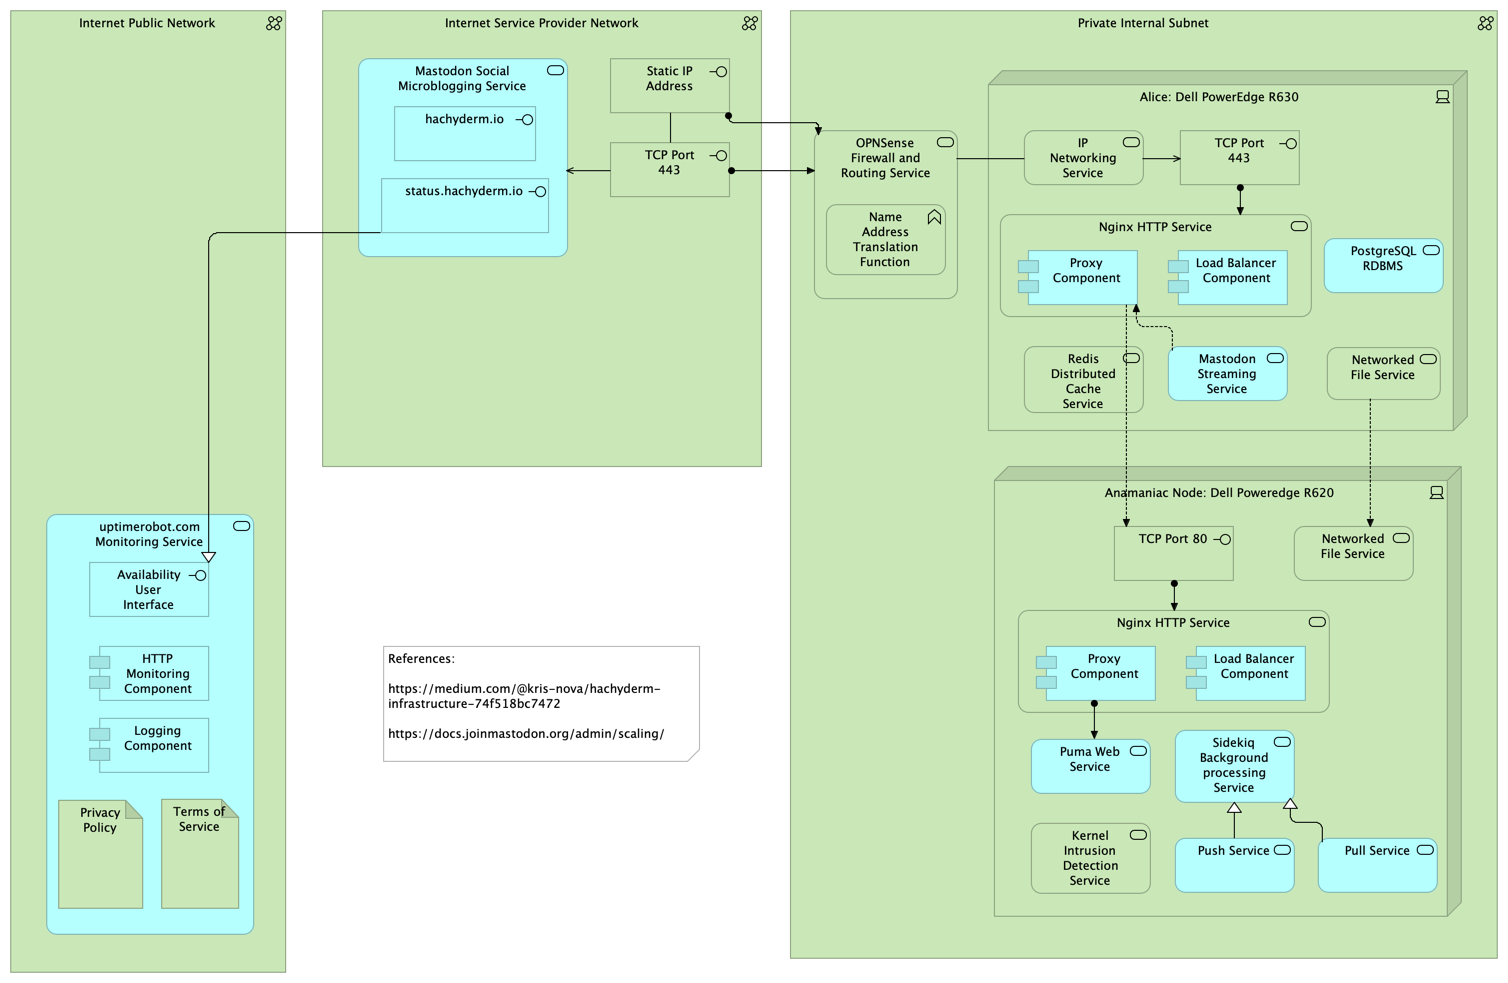 Internet Public Network
uptimerobot.com
Monitoring Service
Availability
User
Interface
HTTP
Monitoring
Component
Logging
Component
Privacy
Policy
Terms of
Service
Internet Service Provider Network
Mastodon Social
Microblogging Service
hachyderm.io
status.hachyderm.io
Static IP
Address
TCP Port
443
References:
https://medium.com/@kris-nova/hachyderm-
infrastructure-74f518bc7472
https://docs.joinmastodon.org/admin/scaling/
Private Internal Subnet
OPNSense
Firewall and
Routing Service
Name
Address
Translation
Function
Alice: Dell PowerEdge R630
IP
Networking
Service
TCP Port
443
Nginx HTTP Service
Proxy
Component
Load Balancer
Component
PostgreSQL
RDBMS
Redis
Distributed
Cache
Service
Mastodon
Streaming
Service
Networked
File Service
Anamaniac Node: Dell Poweredge R620
TCP Port 80
Networked
File Service
Nginx HTTP Service
Proxy
Component
Load Balancer
Component
Puma Web
Service
Sidekiq
Background
processing
Service
Kernel
Intrusion
Detection
Service
Push Service
Pull Service